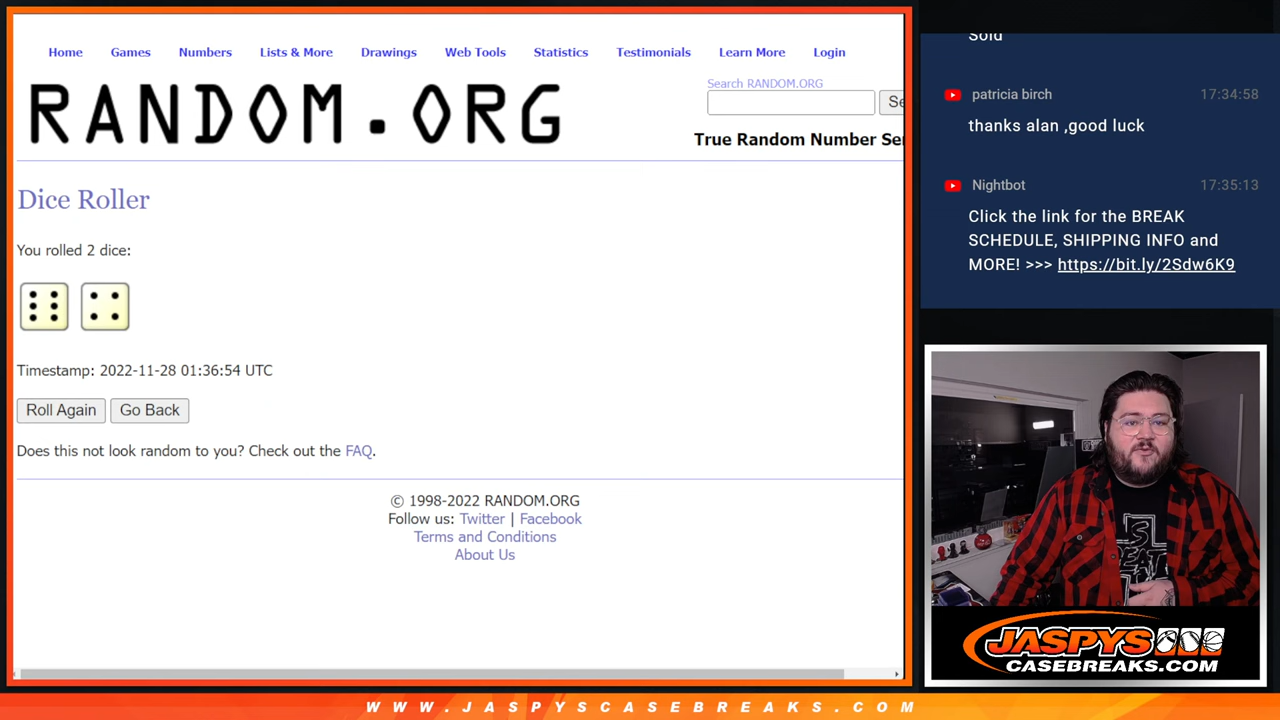 Home Games Numbers Lists & More Drawings Web Tools Statistics Testimonials Learn More Login
RANDOM.ORG
Search RANDOM.ORG
Se
True Random Number Ser
Dice Roller
You rolled 2 dice:
Timestamp: 2022-11-28 01:36:54 UTC
Roll Again Go Back
Does this not look random to you? Check out the FAQ.
© 1998-2022 RANDOM.ORG
Follow us: Twitter | Facebook
Terms and Conditions
About Us
Sold
patricia birch 17:34:58
thanks alan ,good luck
Nightbot 17:35:13
Click the link for the BREAK
SCHEDULE, SHIPPING INFO and
MORE! >>> https://bit.ly/2Sdw6K9
JASPYS
CASEBREAKS.COM
WWW.JASPYSCASEBREAKS.COM